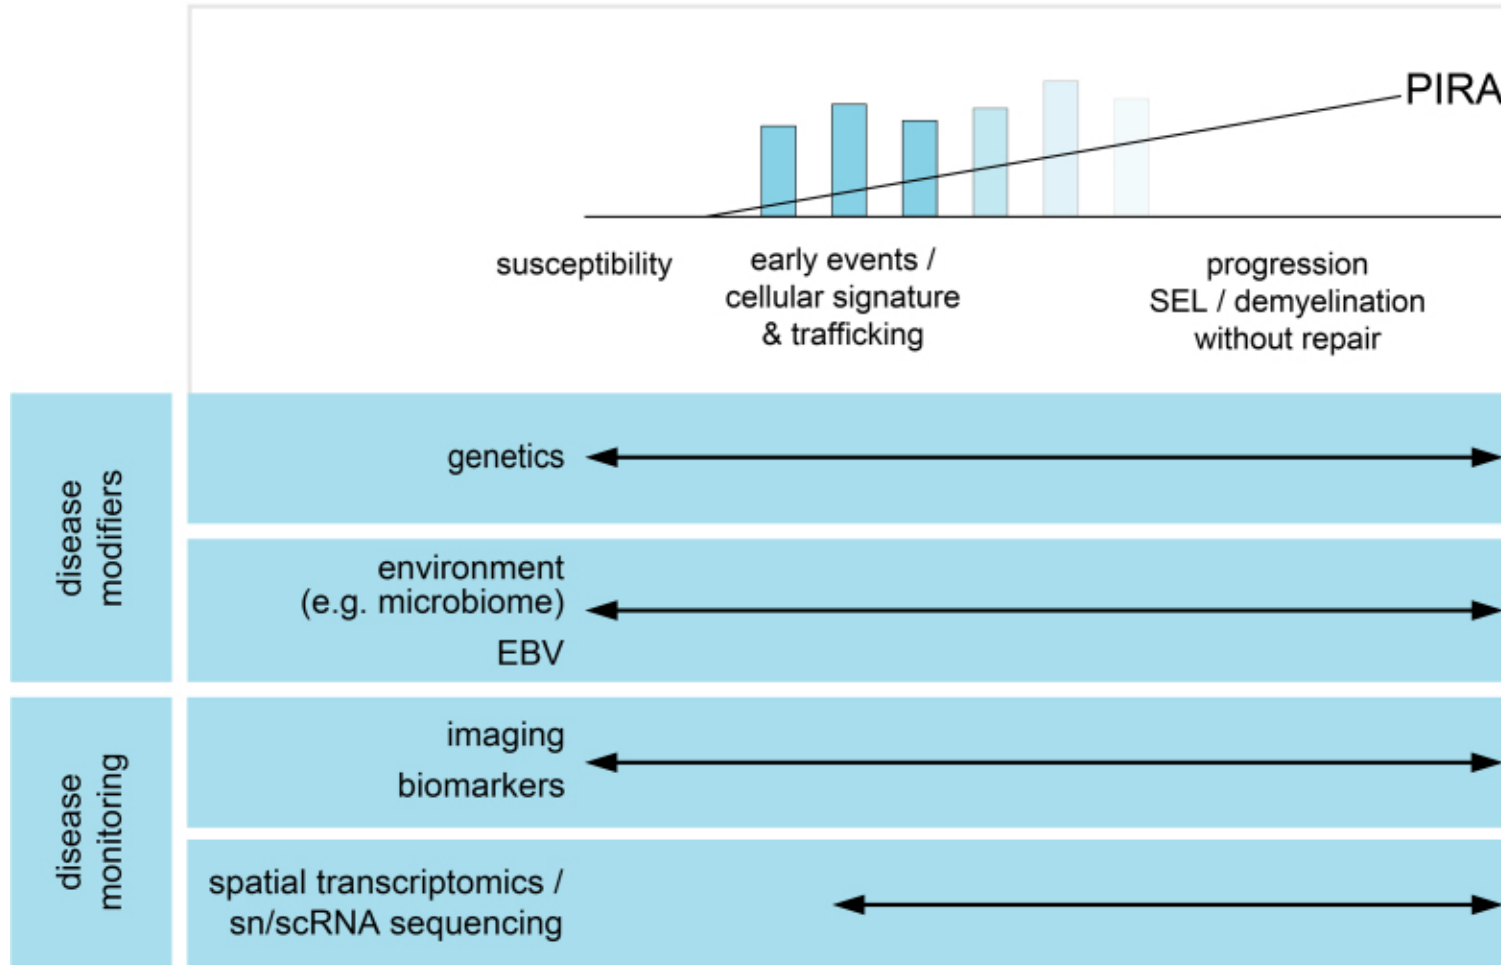 PIRA
susceptibility
early events /
cellular signature
& trafficking
progression
SEL / demyelination
without repair
disease
modifiers
genetics
environment
(e.g. microbiome)
EBV
disease
monitoring
imaging
biomarkers
spatial transcriptomics /
sn/scRNA sequencing